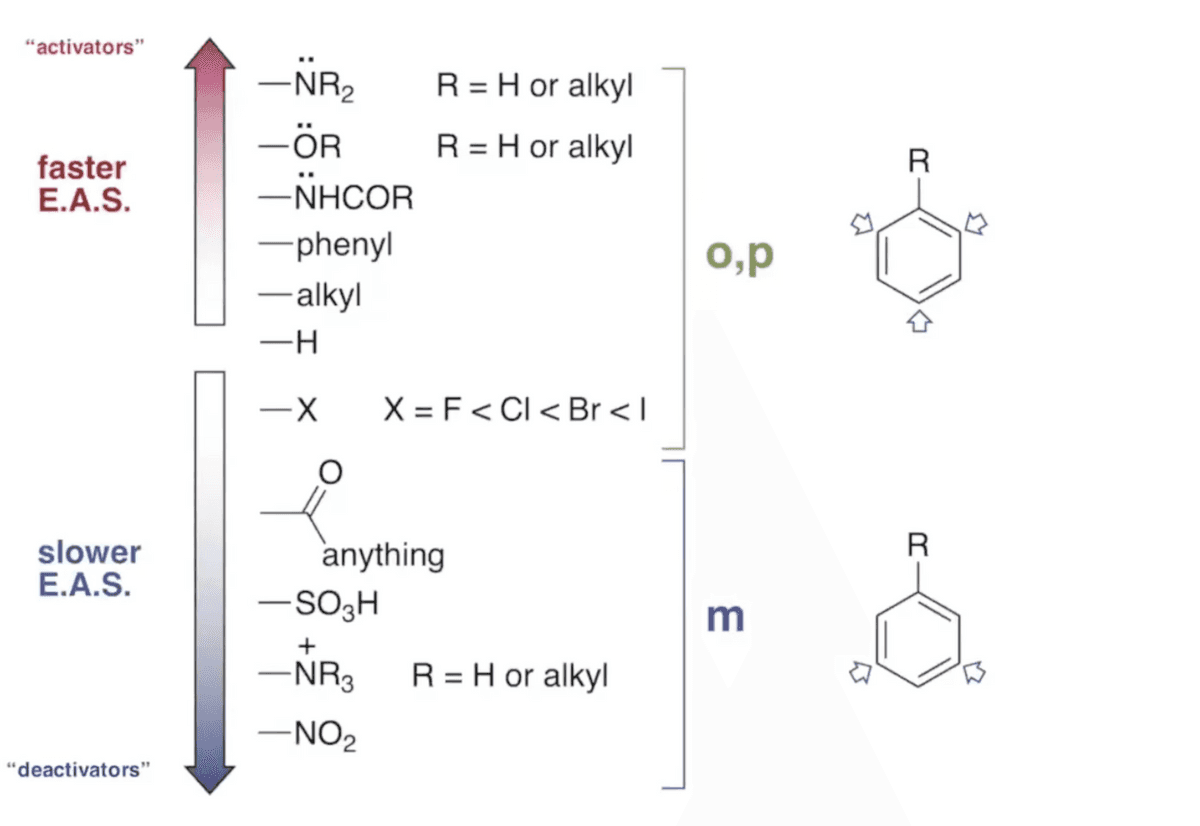 “activators”
—N̈R₂ R = H or alkyl
—ÖR R = H or alkyl
faster
E.A.S.
—N̈HCOR
—phenyl
—alkyl
—H
o,p
R
—X X = F < Cl < Br < I
O
anything
slower
E.A.S.
—SO₃H
+
—NR₃ R = H or alkyl
—NO₂
m
R
“deactivators”